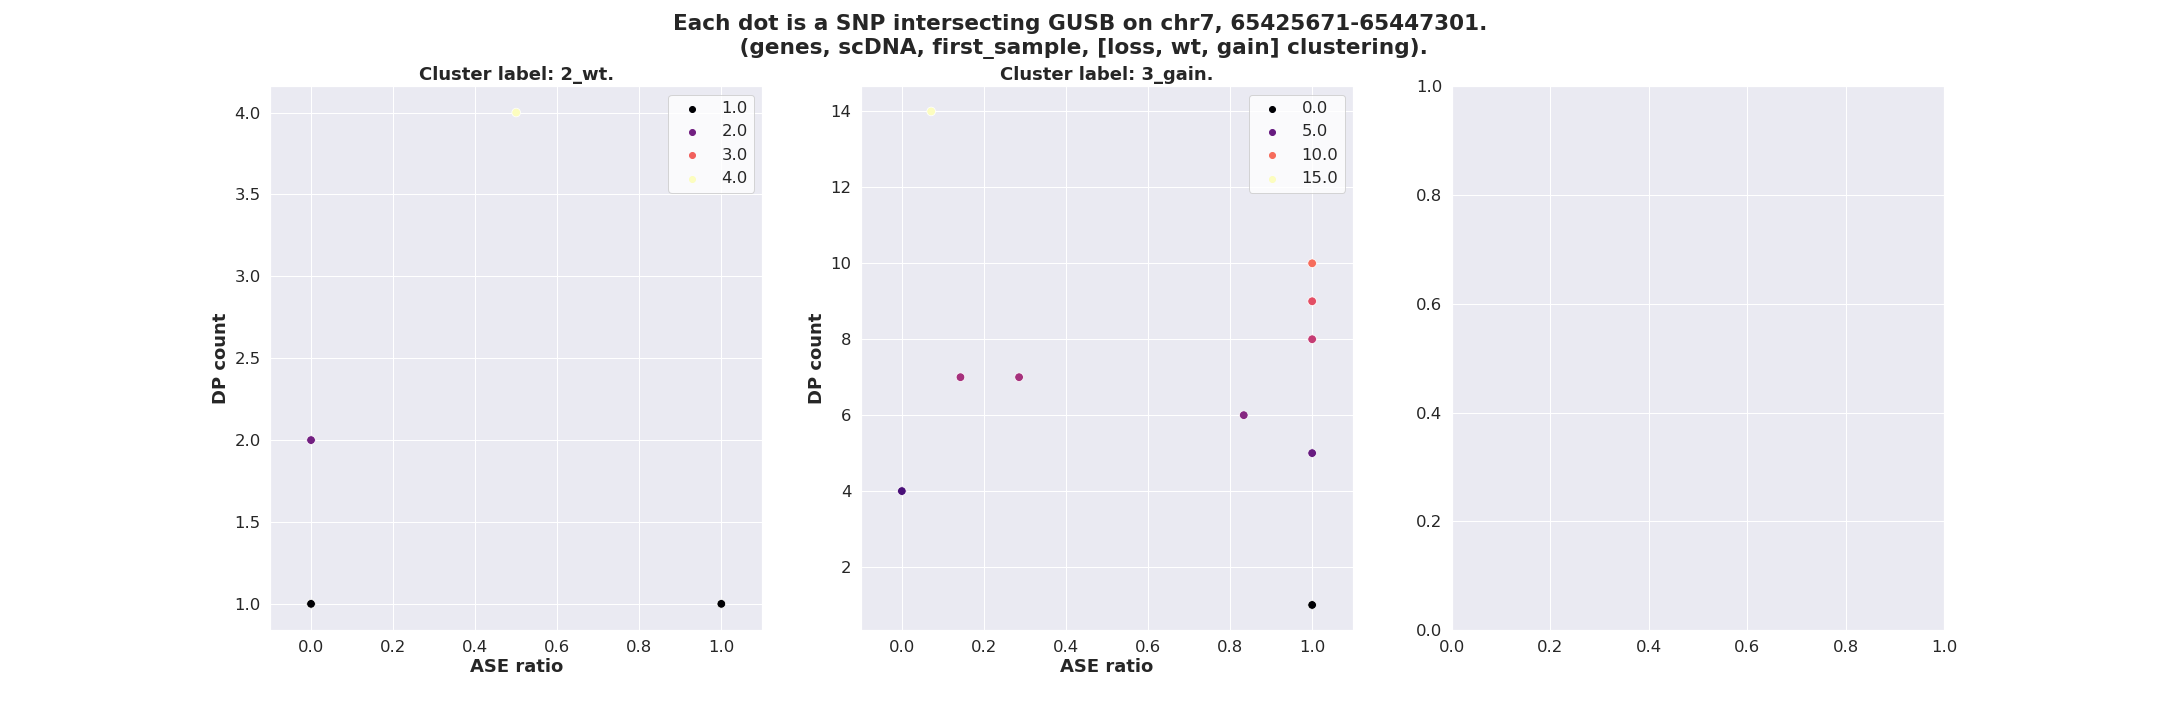 Each dot is a SNP intersecting GUSB on chr7, 65425671-65447301.
(genes, scDNA, first_sample, [loss, wt, gain] clustering).
Cluster label: 2_wt.
1.0
2.0
3.0
4.0
4.0
3.5
3.0
2.5
2.0
1.5
1.0
DP count
0.0 0.2 0.4 0.6 0.8 1.0
ASE ratio
Cluster label: 3_gain.
0.0
5.0
10.0
15.0
14
12
10
8
6
4
2
DP count
0.0 0.2 0.4 0.6 0.8 1.0
ASE ratio
1.0
0.8
0.6
0.4
0.2
0.0
0.0 0.2 0.4 0.6 0.8 1.0